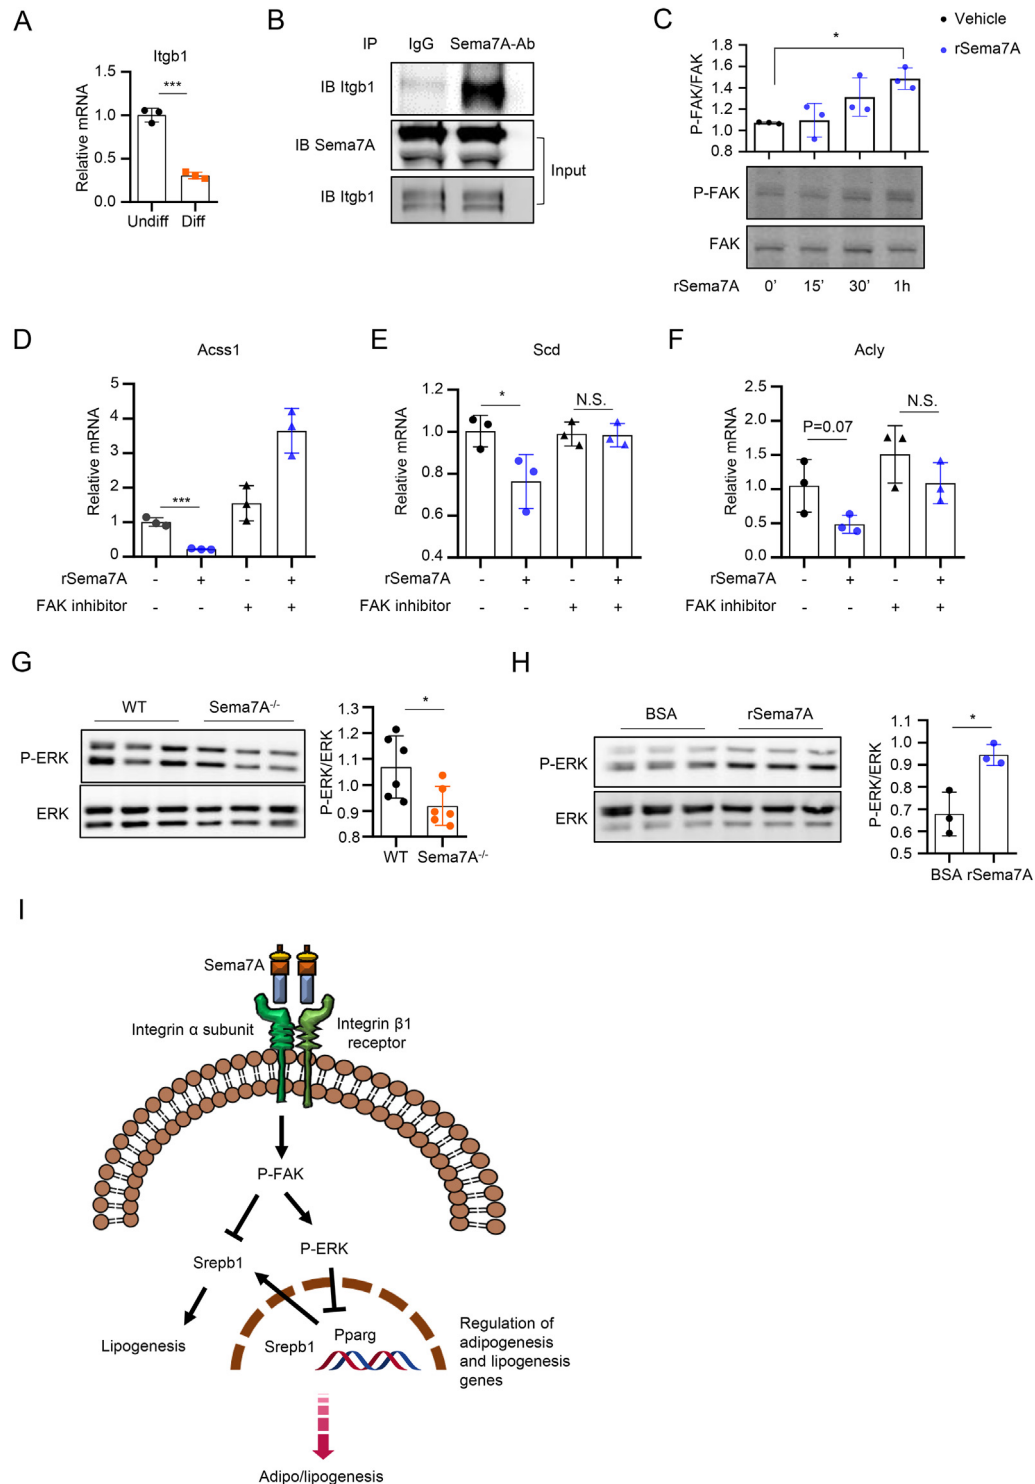 A
Itgb1
Relative mRNA
1.5
1.0
0.5
0.0
***
Undiff Diff
B
IP IgG Sema7A-Ab
IB Itgb1
IB Sema7A
IB Itgb1
Input
C
Vehicle
rSema7A
P-FAK/FAK
1.8
1.6
1.4
1.2
1.0
0.8
*
P-FAK
FAK
rSema7A 0' 15' 30' 1h
D
Acss1
Relative mRNA
5
4
3
2
1
0
***
rSema7A - + - +
FAK inhibitor - - + +
E
Scd
Relative mRNA
1.2
1.0
0.8
0.6
0.4
*
N.S.
rSema7A - + - +
FAK inhibitor - - + +
F
Acly
Relative mRNA
2.5
2.0
1.5
1.0
0.5
0.0
P=0.07
N.S.
rSema7A - + - +
FAK inhibitor - - + +
G
WT Sema7A-/-
P-ERK
ERK
P-ERK/ERK
1.3
1.2
1.1
1.0
0.9
0.8
*
WT Sema7A-/-
H
BSA rSema7A
P-ERK
ERK
P-ERK/ERK
1.1
1.0
0.9
0.8
0.7
0.6
0.5
*
BSA rSema7A
I
Sema7A
Integrin α subunit
Integrin β1
receptor
P-FAK
P-ERK
Srepb1
Lipogenesis
Pparg
Srepb1
Regulation of
adipogenesis
and lipogenesis
genes
Adipo/lipogenesis